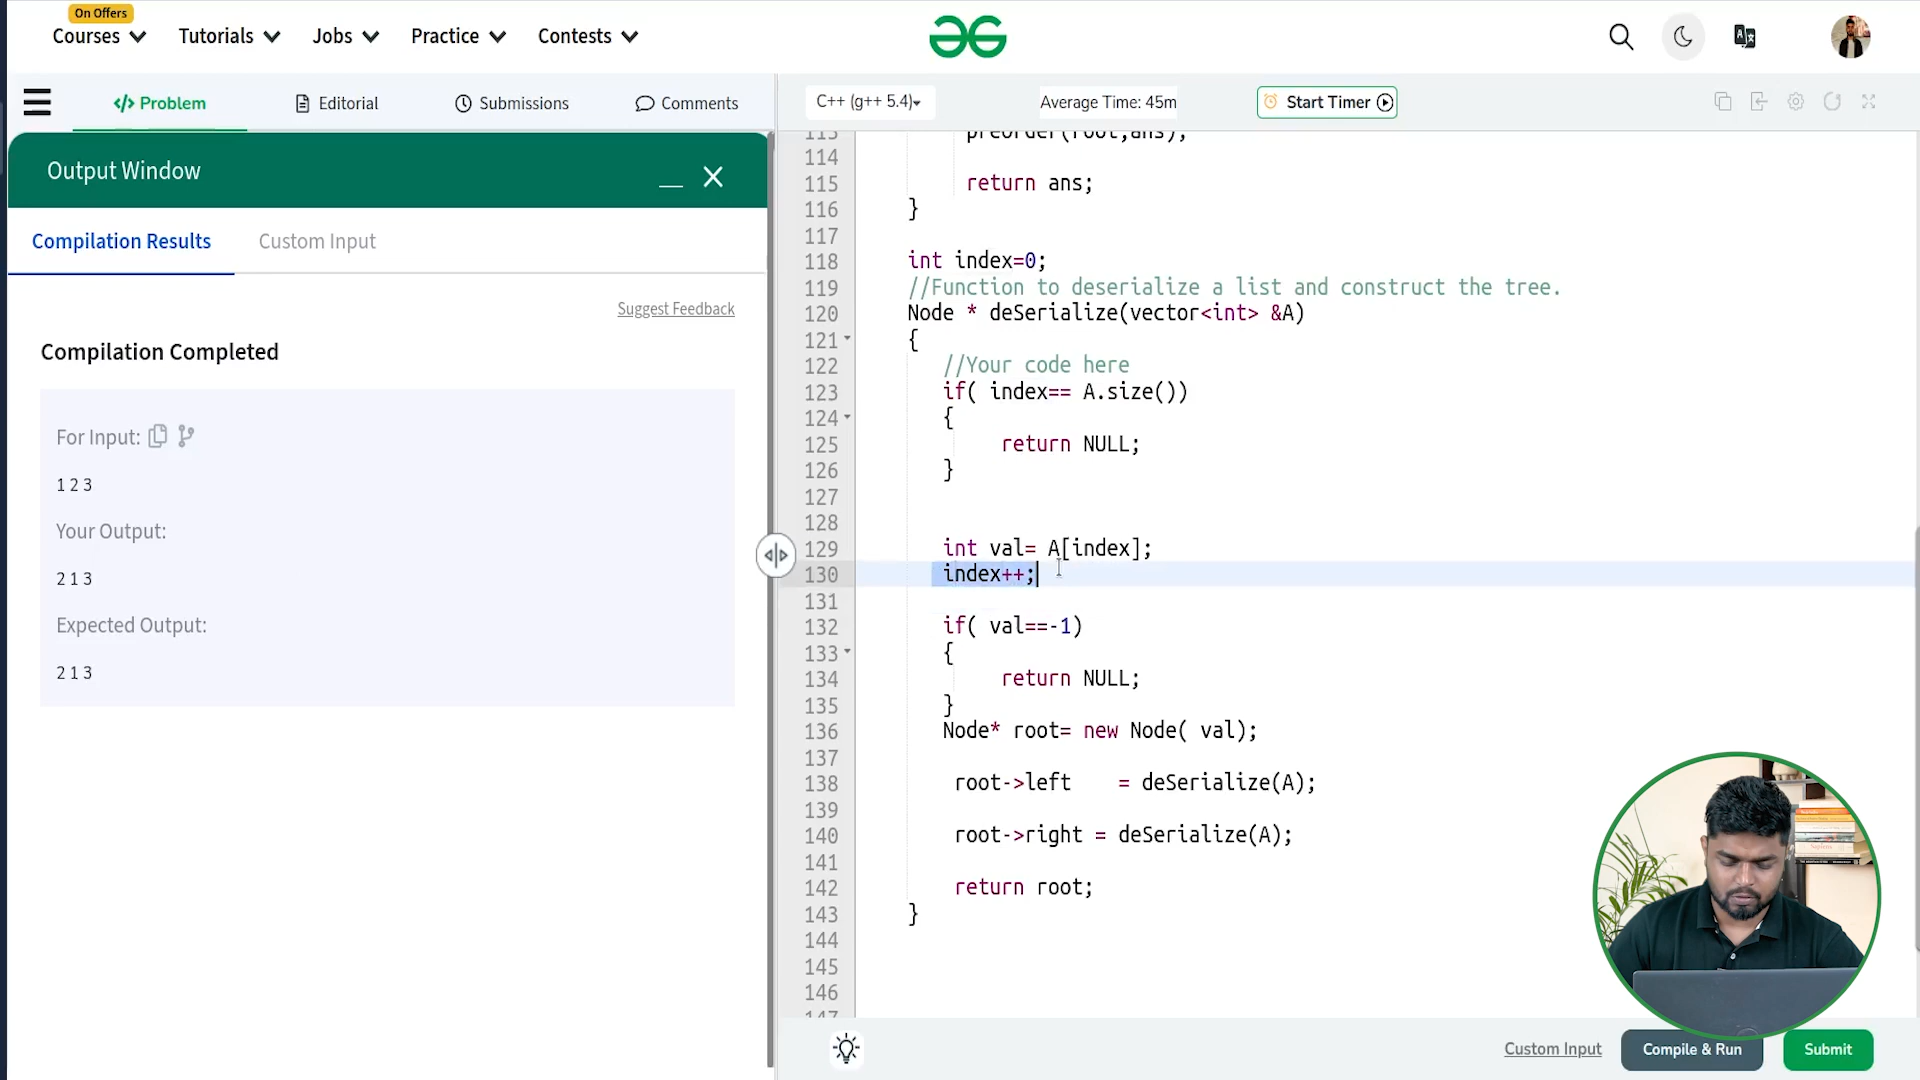 On Offers
Courses
Tutorials
Jobs
Practice
Contests
</> Problem
Editorial
Submissions
Comments
C++ (g++ 5.4)
Average Time: 45m
Start Timer
Output Window
Compilation Results
Custom Input
Suggest Feedback
Compilation Completed
For Input:
1 2 3
Your Output:
2 1 3
Expected Output:
2 1 3
113 preorder(root,ans);
114
115 return ans;
116 }
117
118 int index=0;
119 //Function to deserialize a list and construct the tree.
120 Node * deSerialize(vector<int> &A)
121 {
122 //Your code here
123 if( index== A.size())
124 {
125 return NULL;
126 }
127
128
129 int val= A[index];
130 index++;
131
132 if( val==-1)
133 {
134 return NULL;
135 }
136 Node* root= new Node( val);
137
138 root->left    = deSerialize(A);
139
140 root->right = deSerialize(A);
141
142 return root;
143 }
144
145
146
147
Custom Input
Compile & Run
Submit